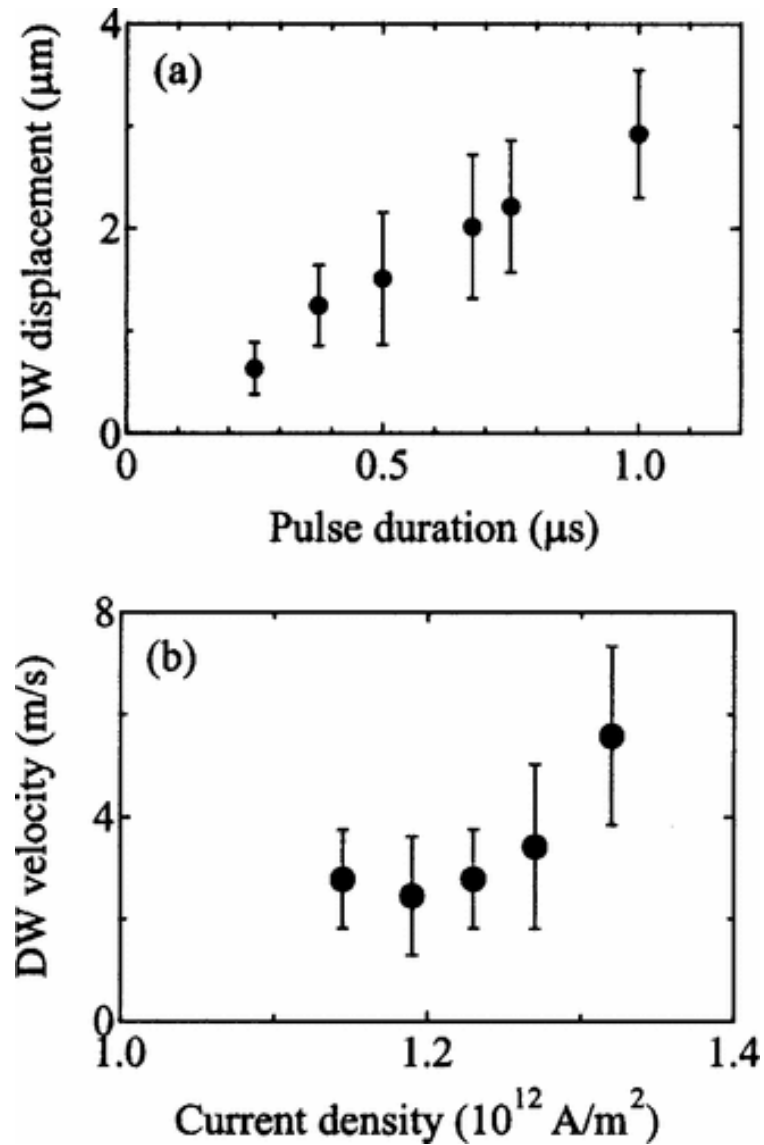 (a)
DW displacement (μm)
4
2
0
0
0.5
1.0
Pulse duration (μs)
(b)
DW velocity (m/s)
8
4
0
1.0
1.2
1.4
Current density (10¹² A/m²)